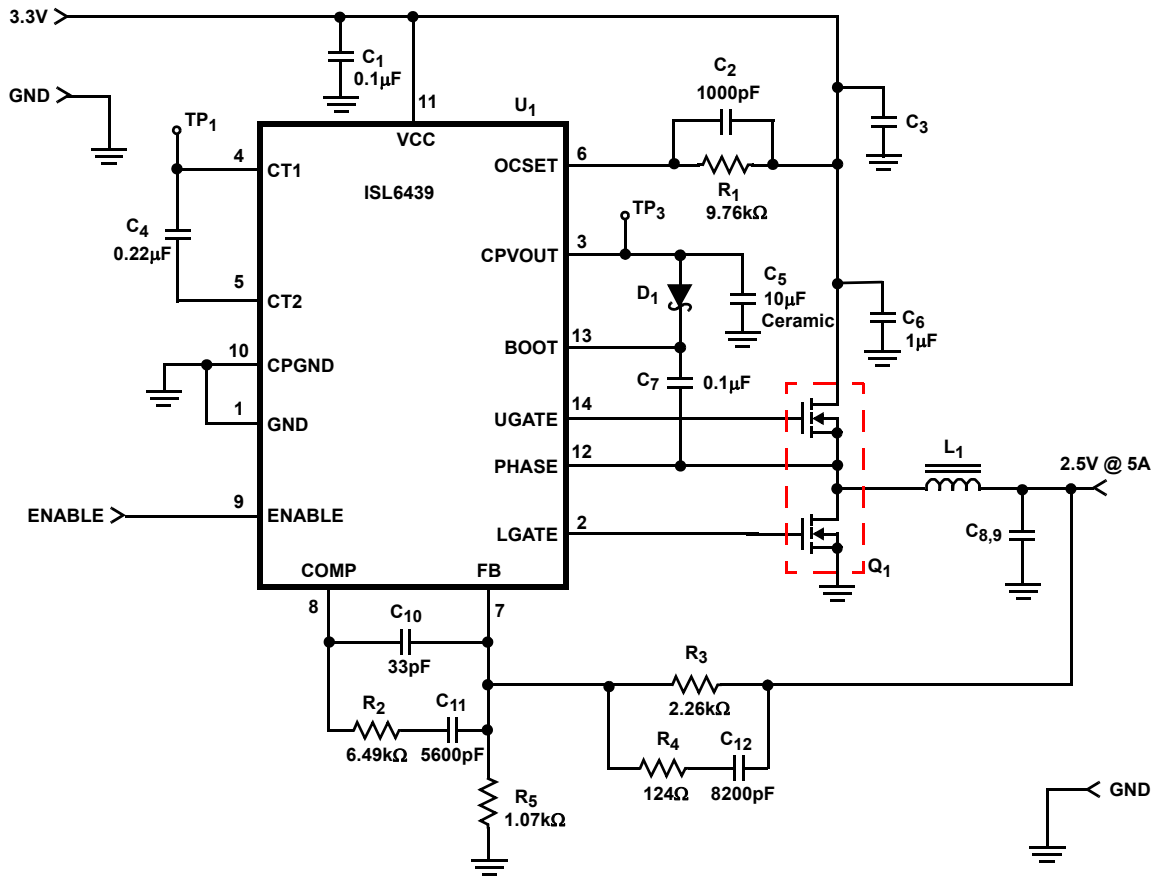 3.3V
C1
0.1μF
C2
1000pF
GND
11
U1
TP1
VCC
C3
4
CT1
OCSET
6
ISL6439
R1
9.76kΩ
TP3
C4
0.22μF
CPVOUT
3
C5
10μF
Ceramic
5
CT2
D1
C6
1μF
10
CPGND
BOOT
13
C7
0.1μF
1
GND
UGATE
14
PHASE
12
L1
2.5V @ 5A
ENABLE
9
ENABLE
LGATE
2
C8,9
COMP
FB
Q1
8
7
C10
33pF
R3
2.26kΩ
R2
6.49kΩ
C11
5600pF
R4
124Ω
C12
8200pF
R5
1.07kΩ
GND